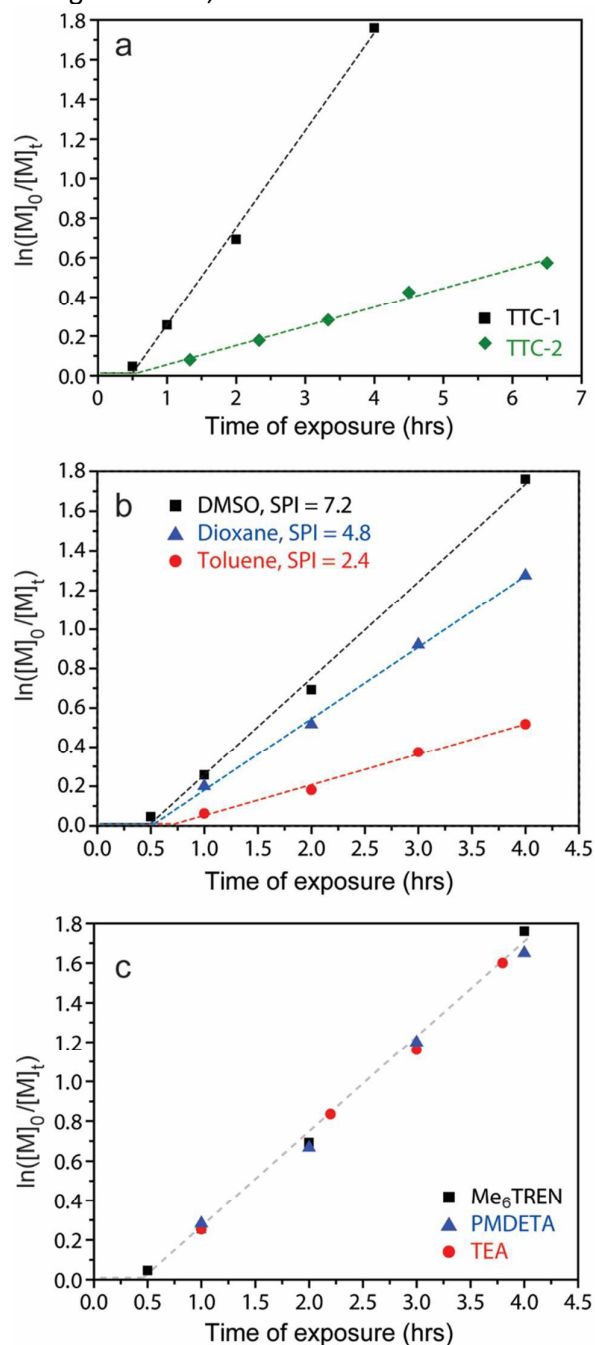 a
ln([M]0/[M]t)
1.8
1.6
1.4
1.2
1.0
0.8
0.6
0.4
0.2
0.0
TTC-1
TTC-2
0 1 2 3 4 5 6 7
Time of exposure (hrs)
b
ln([M]0/[M]t)
1.8
1.6
1.4
1.2
1.0
0.8
0.6
0.4
0.2
0.0
DMSO, SPI = 7.2
Dioxane, SPI = 4.8
Toluene, SPI = 2.4
0.0 0.5 1.0 1.5 2.0 2.5 3.0 3.5 4.0 4.5
Time of exposure (hrs)
c
ln([M]0/[M]t)
1.8
1.6
1.4
1.2
1.0
0.8
0.6
0.4
0.2
0.0
Me6TREN
PMDETA
TEA
0.0 0.5 1.0 1.5 2.0 2.5 3.0 3.5 4.0 4.5
Time of exposure (hrs)